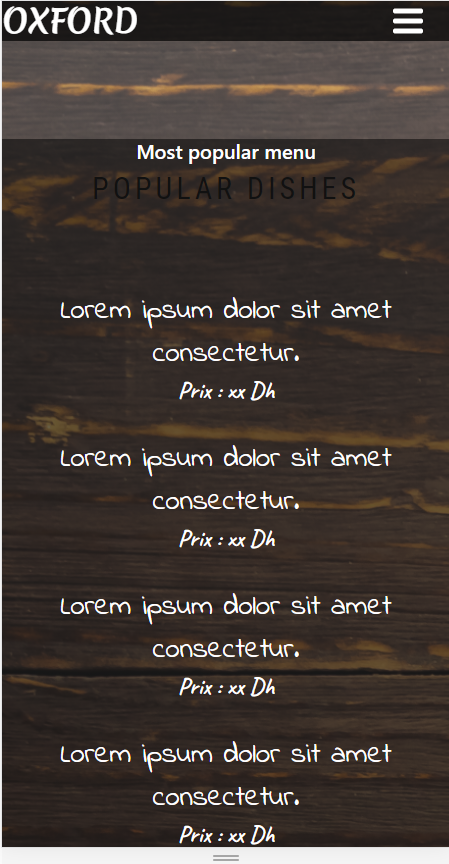 OXFORD
Most popular menu
POPULAR DISHES
Lorem ipsum dolor sit amet
consectetur.
Prix : xx Dh
Lorem ipsum dolor sit amet
consectetur.
Prix : xx Dh
Lorem ipsum dolor sit amet
consectetur.
Prix : xx Dh
Lorem ipsum dolor sit amet
consectetur.
Prix : xx Dh